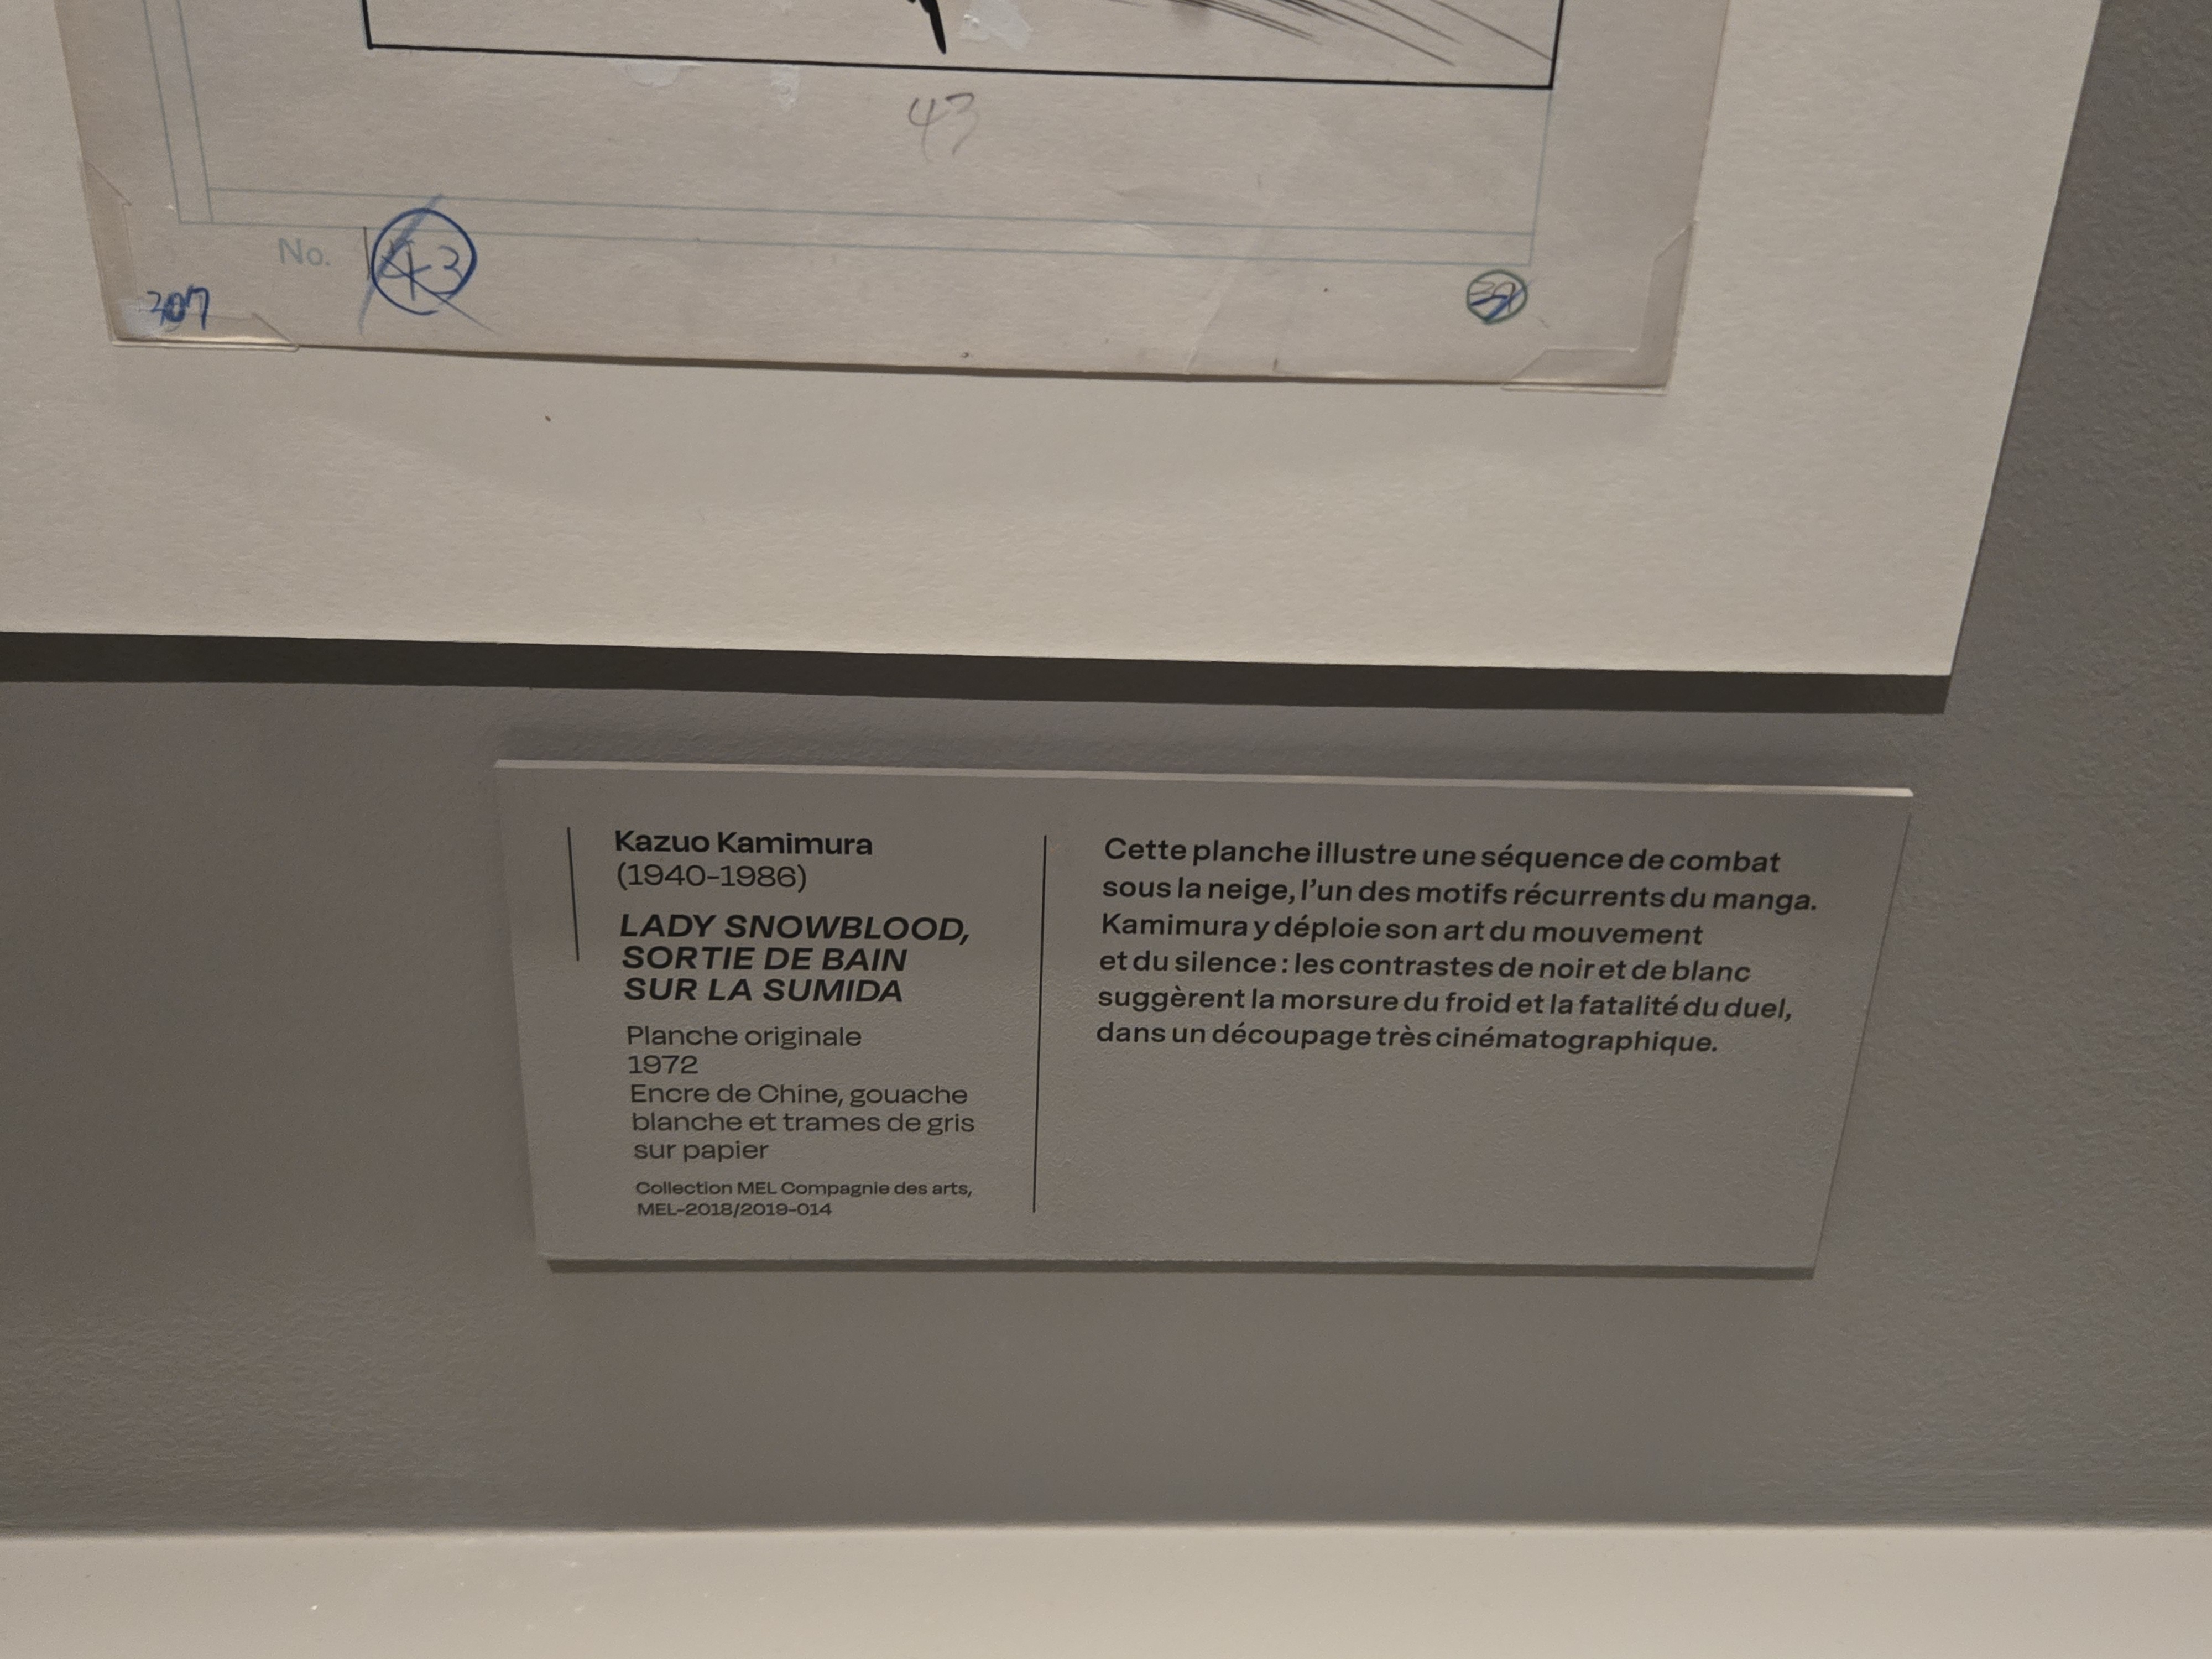 43
No.
43
307
39
Kazuo Kamimura
(1940-1986)
LADY SNOWBLOOD,
SORTIE DE BAIN
SUR LA SUMIDA
Planche originale
1972
Encre de Chine, gouache
blanche et trames de gris
sur papier
Collection MEL Compagnie des arts,
MEL-2018/2019-014
Cette planche illustre une séquence de combat
sous la neige, l’un des motifs récurrents du manga.
Kamimura y déploie son art du mouvement
et du silence : les contrastes de noir et de blanc
suggèrent la morsure du froid et la fatalité du duel,
dans un découpage très cinématographique.